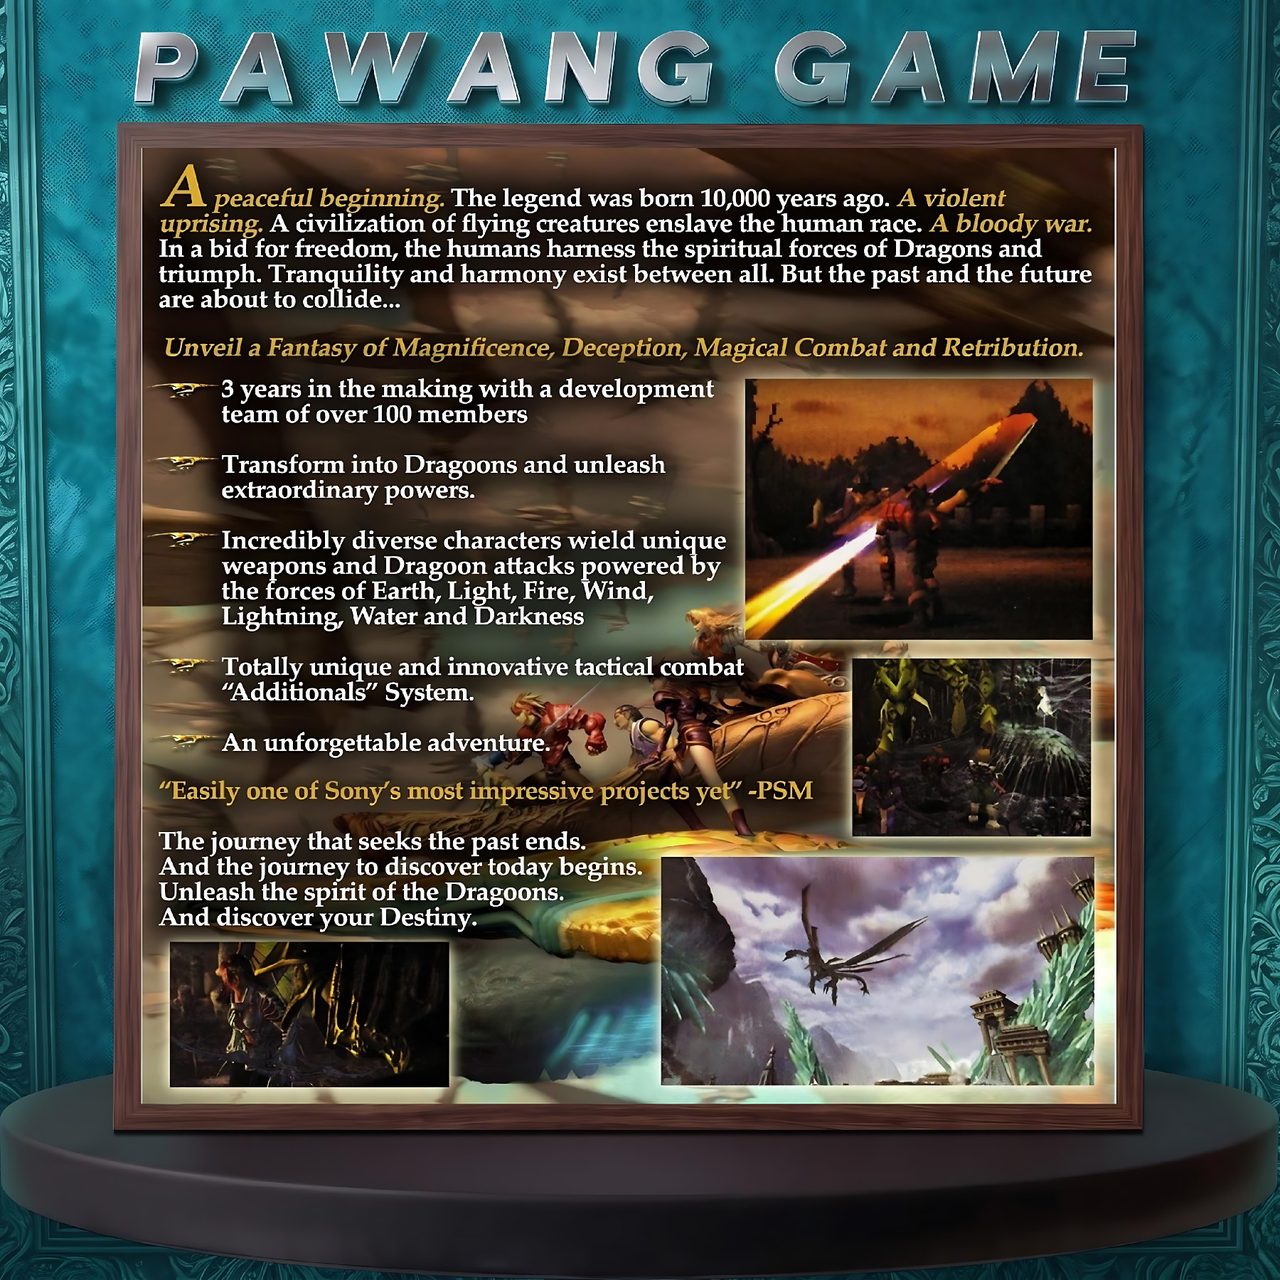 PAWANG GAME
A peaceful beginning. The legend was born 10,000 years ago. A violent
uprising. A civilization of flying creatures enslave the human race. A bloody war.
In a bid for freedom, the humans harness the spiritual forces of Dragons and
triumph. Tranquility and harmony exist between all. But the past and the future
are about to collide...
Unveil a Fantasy of Magnificence, Deception, Magical Combat and Retribution.
3 years in the making with a development
team of over 100 members
Transform into Dragoons and unleash
extraordinary powers.
Incredibly diverse characters wield unique
weapons and Dragoon attacks powered by
the forces of Earth, Light, Fire, Wind,
Lightning, Water and Darkness
Totally unique and innovative tactical combat
“Additionals” System.
An unforgettable adventure.
“Easily one of Sony’s most impressive projects yet” -PSM
The journey that seeks the past ends.
And the journey to discover today begins.
Unleash the spirit of the Dragoons.
And discover your Destiny.